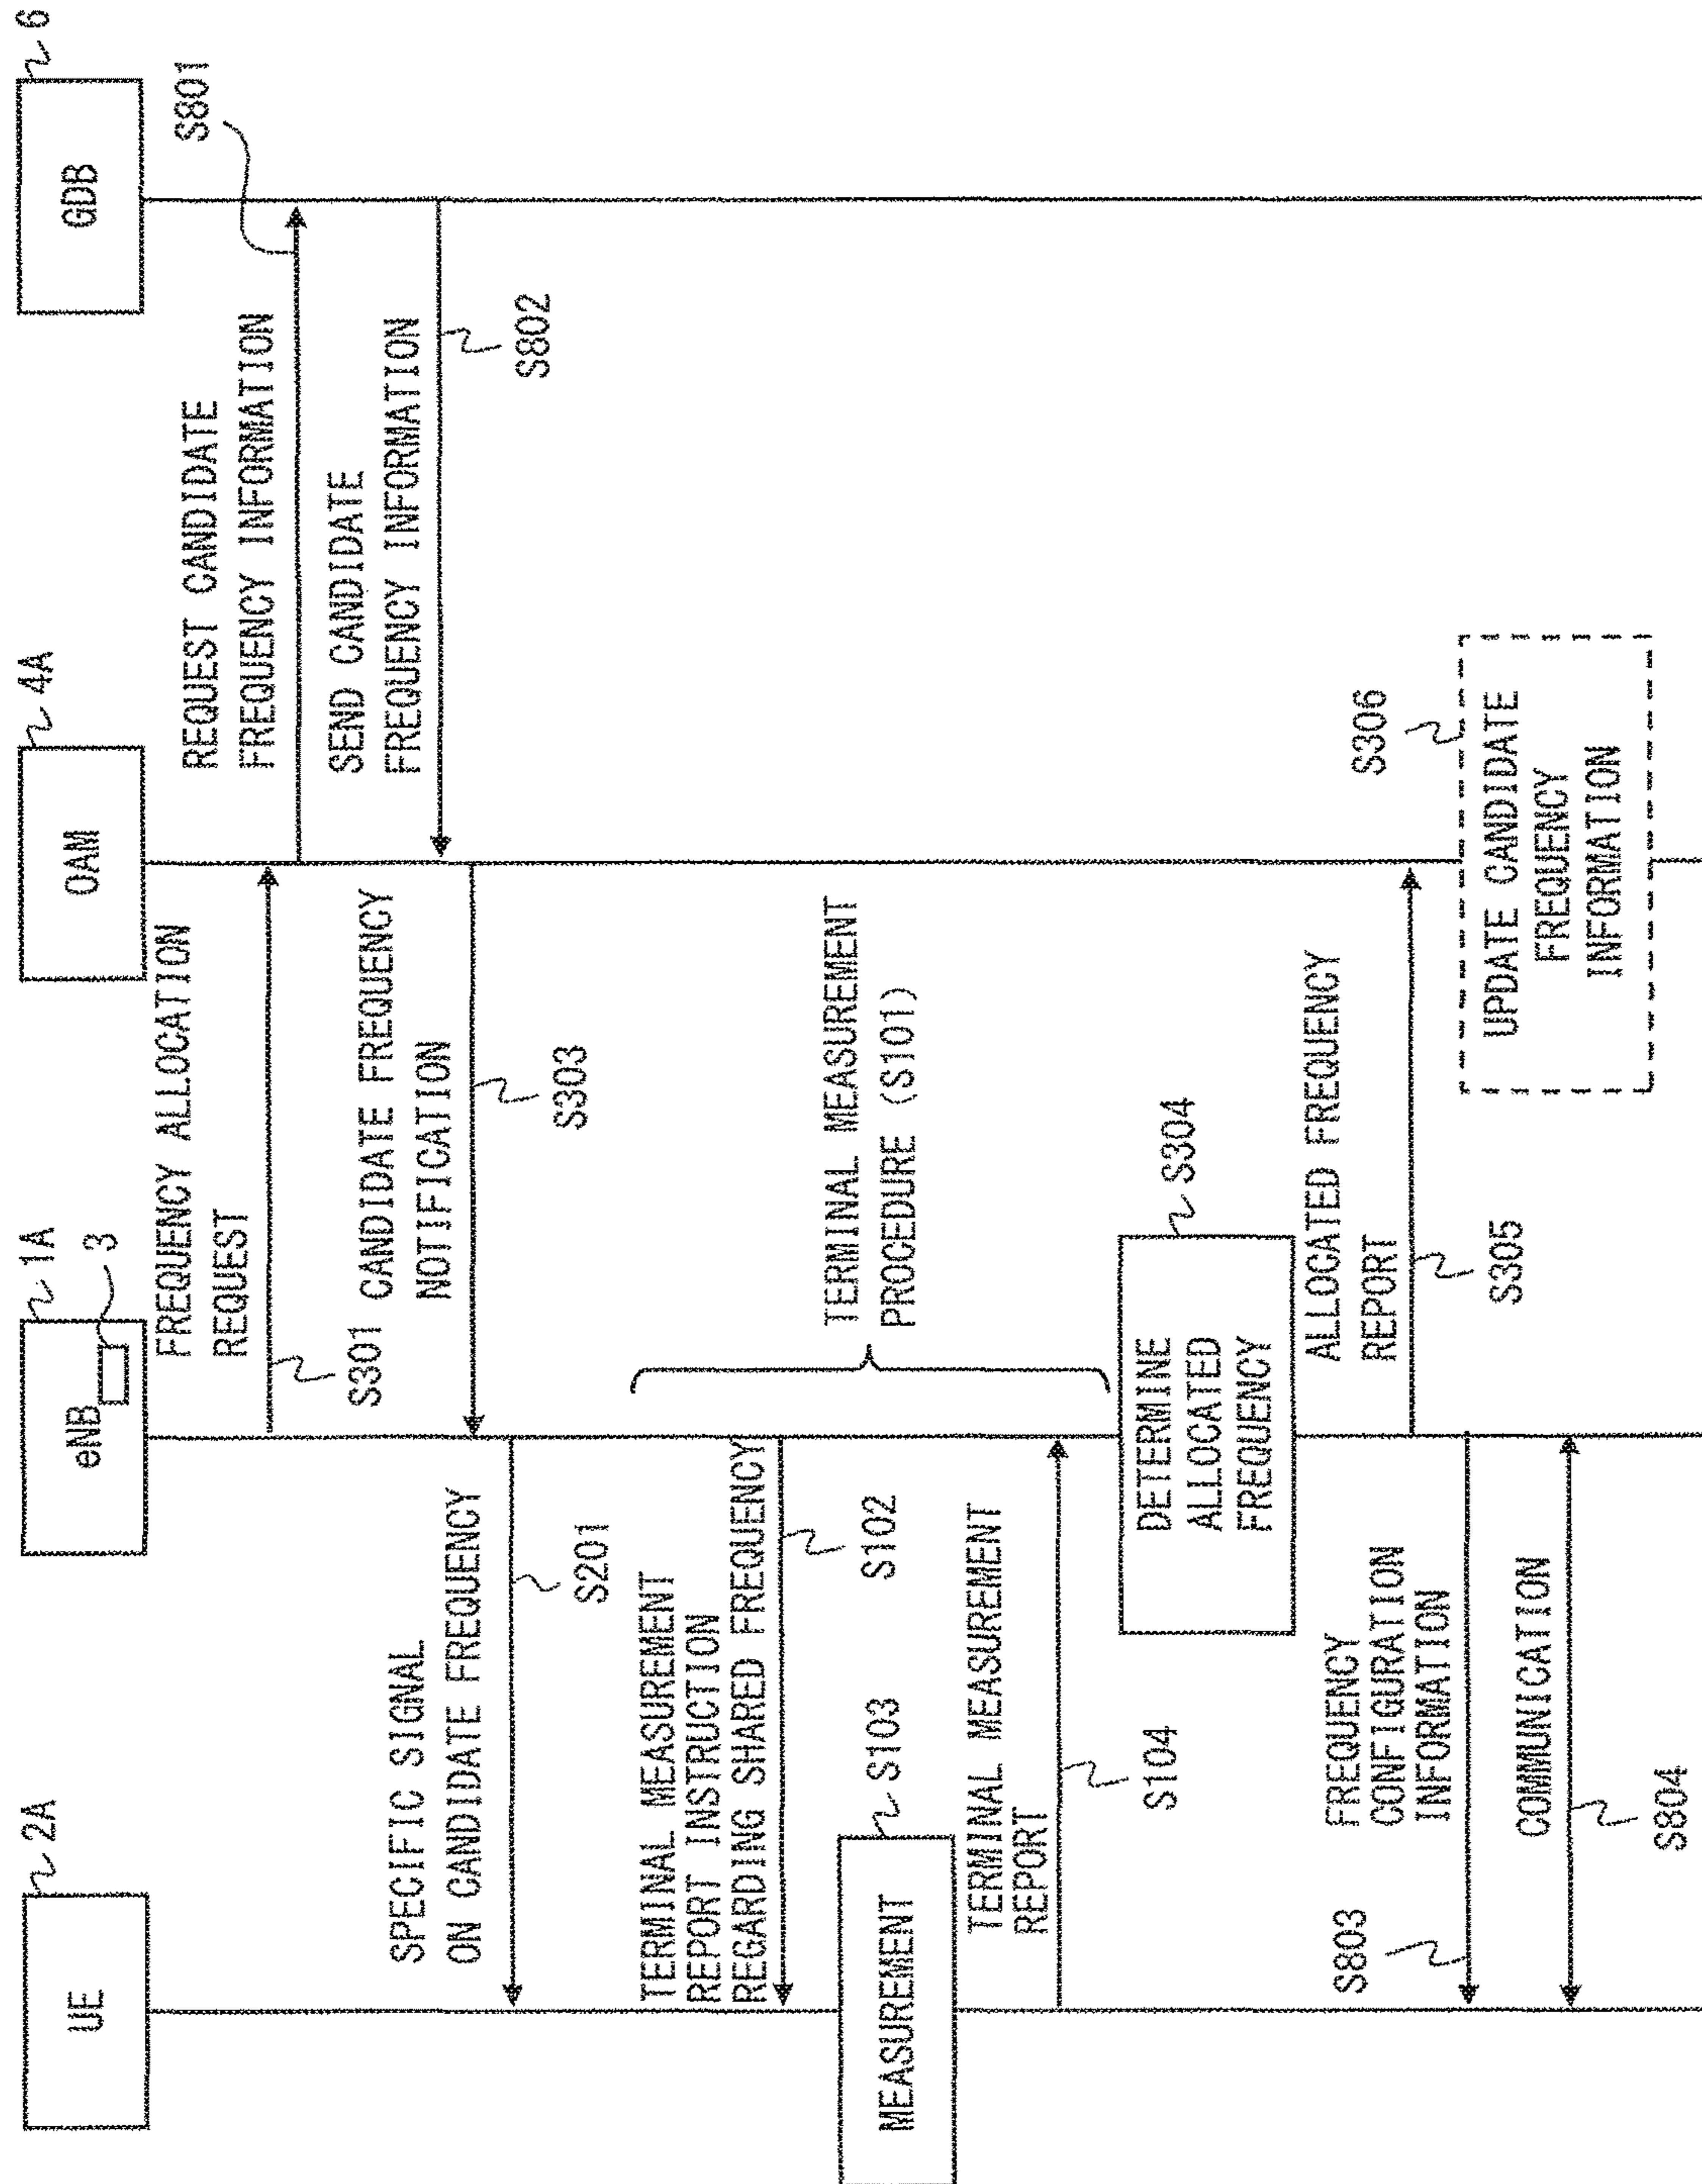 UE
2A
eNB
1A
3
OAM
4A
GDB
6
FREQUENCY ALLOCATION
REQUEST
S301
REQUEST CANDIDATE
FREQUENCY INFORMATION
S801
SEND CANDIDATE
FREQUENCY INFORMATION
S802
CANDIDATE FREQUENCY
NOTIFICATION
S303
SPECIFIC SIGNAL
ON CANDIDATE FREQUENCY
S201
TERMINAL MEASUREMENT
REPORT INSTRUCTION
REGARDING SHARED FREQUENCY
S102
TERMINAL MEASUREMENT
PROCEDURE (S101)
MEASUREMENT
S103
TERMINAL MEASUREMENT
REPORT
S104
DETERMINE
ALLOCATED
FREQUENCY
S304
ALLOCATED FREQUENCY
REPORT
S305
UPDATE CANDIDATE
FREQUENCY
INFORMATION
S306
FREQUENCY
CONFIGURATION
INFORMATION
S803
COMMUNICATION
S804